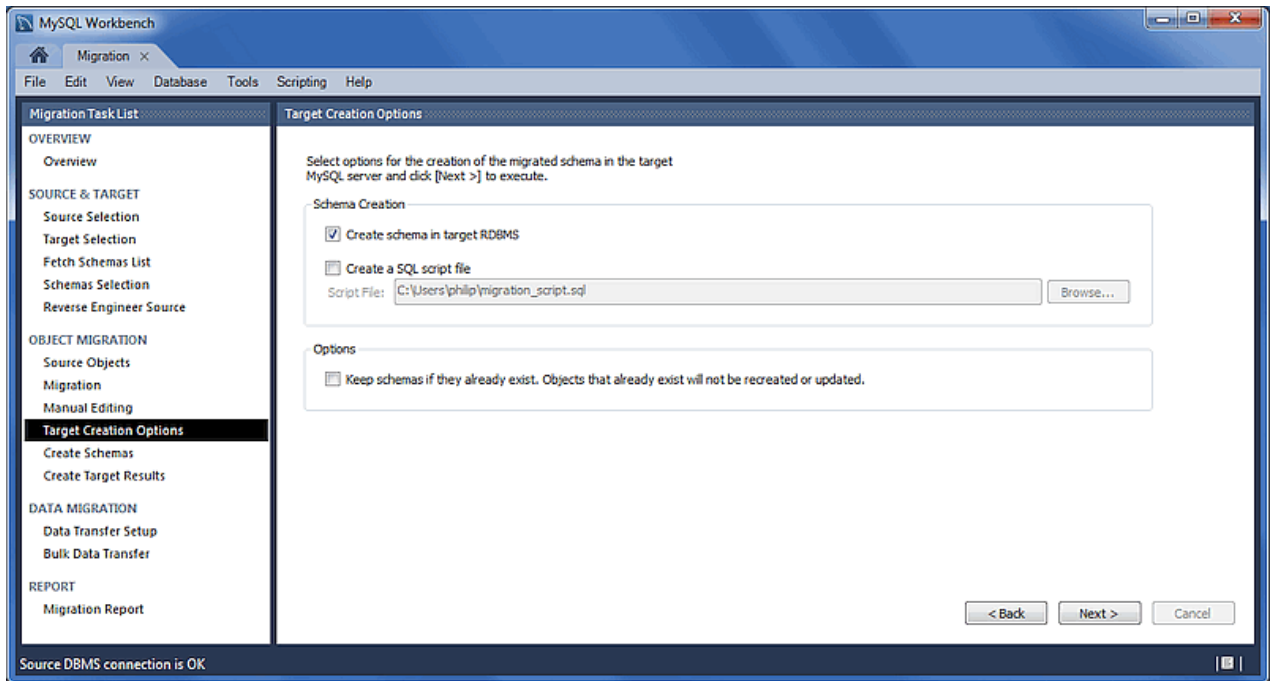 MySQL Workbench
Migration
File Edit View Database Tools Scripting Help
Migration Task List
OVERVIEW
Overview
SOURCE & TARGET
Source Selection
Target Selection
Fetch Schemas List
Schemas Selection
Reverse Engineer Source
OBJECT MIGRATION
Source Objects
Migration
Manual Editing
Target Creation Options
Create Schemas
Create Target Results
DATA MIGRATION
Data Transfer Setup
Bulk Data Transfer
REPORT
Migration Report
Target Creation Options
Select options for the creation of the migrated schema in the target
MySQL server and click [Next >] to execute.
Schema Creation
Create schema in target RDBMS
Create a SQL script file
Script File: C:\Users\philip\migration_script.sql Browse...
Options
Keep schemas if they already exist. Objects that already exist will not be recreated or updated.
< Back Next > Cancel
Source DBMS connection is OK